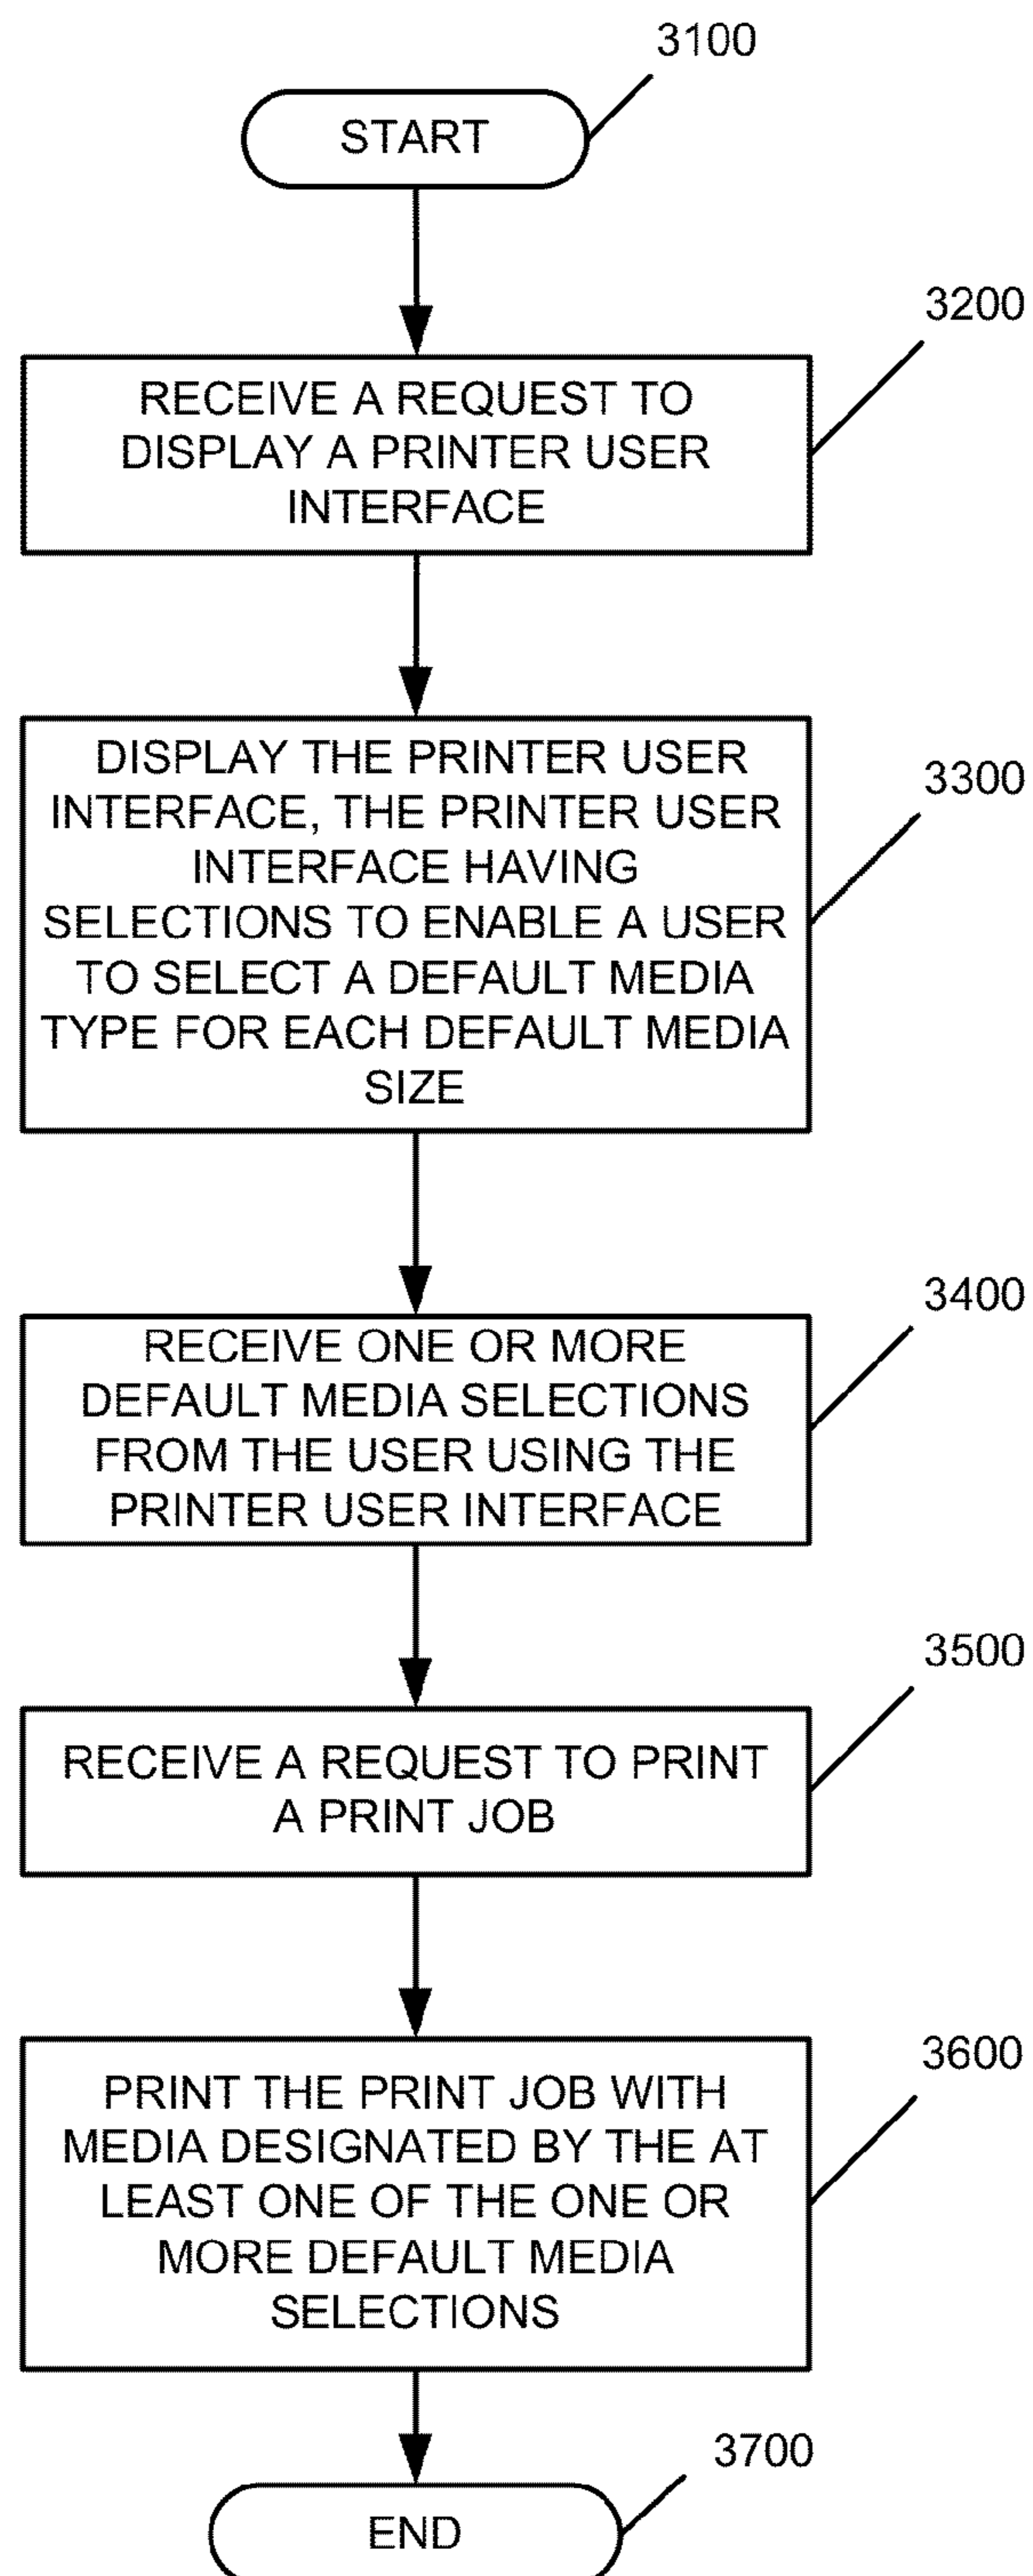 3100
START
3200
RECEIVE A REQUEST TO
DISPLAY A PRINTER USER
INTERFACE
3300
DISPLAY THE PRINTER USER
INTERFACE, THE PRINTER USER
INTERFACE HAVING
SELECTIONS TO ENABLE A USER
TO SELECT A DEFAULT MEDIA
TYPE FOR EACH DEFAULT MEDIA
SIZE
3400
RECEIVE ONE OR MORE
DEFAULT MEDIA SELECTIONS
FROM THE USER USING THE
PRINTER USER INTERFACE
3500
RECEIVE A REQUEST TO PRINT
A PRINT JOB
3600
PRINT THE PRINT JOB WITH
MEDIA DESIGNATED BY THE AT
LEAST ONE OF THE ONE OR
MORE DEFAULT MEDIA
SELECTIONS
3700
END